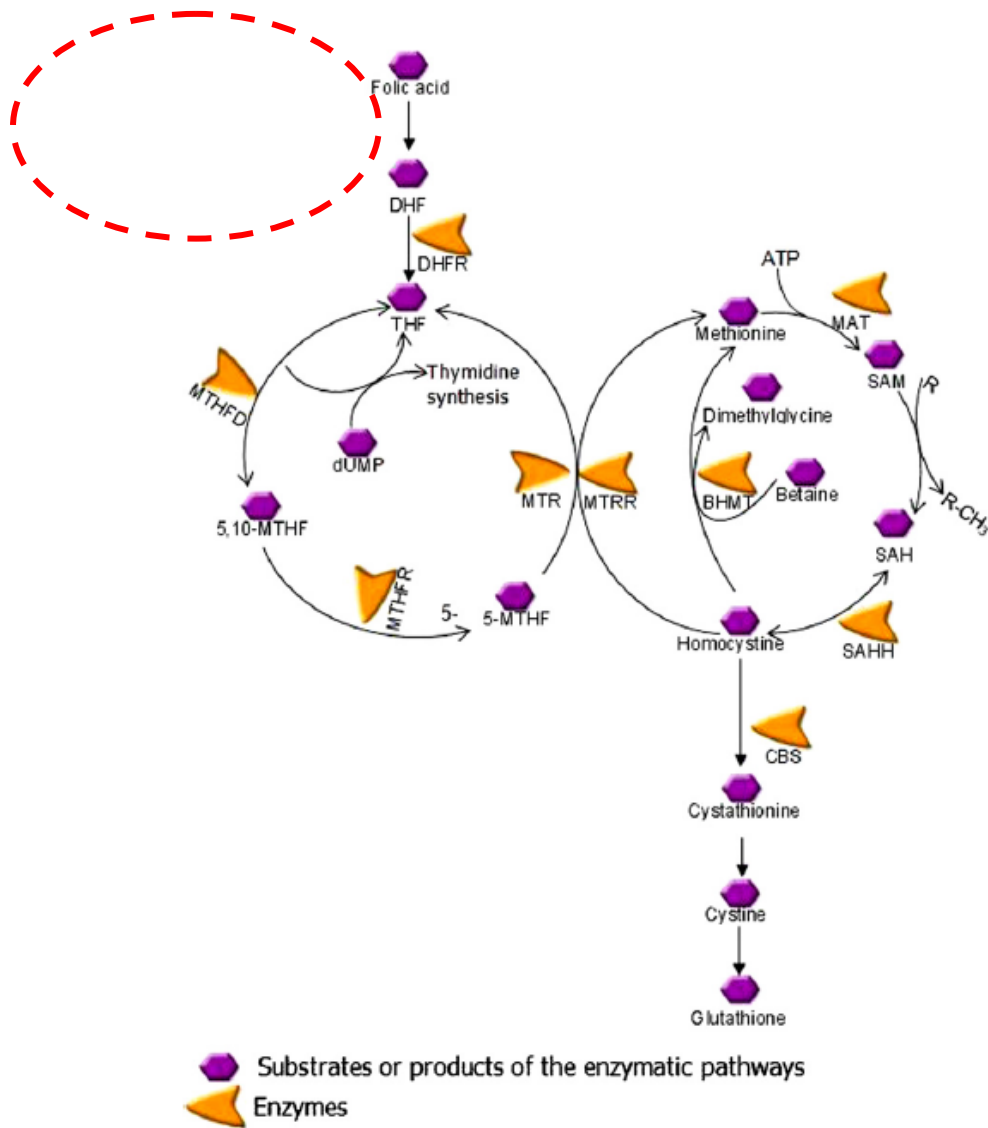 Folic acid
DHF
DHFR
THF
MTHFD
Thymidine
synthesis
dUMP
5,10-MTHF
MTHFR
5-
5-MTHF
MTR
MTRR
ATP
Methionine
MAT
SAM
R
Dimethylglycine
BHMT
Betaine
R-CH₃
SAH
Homocystine
SAHH
CBS
Cystathionine
Cystine
Glutathione
Substrates or products of the enzymatic pathways
Enzymes